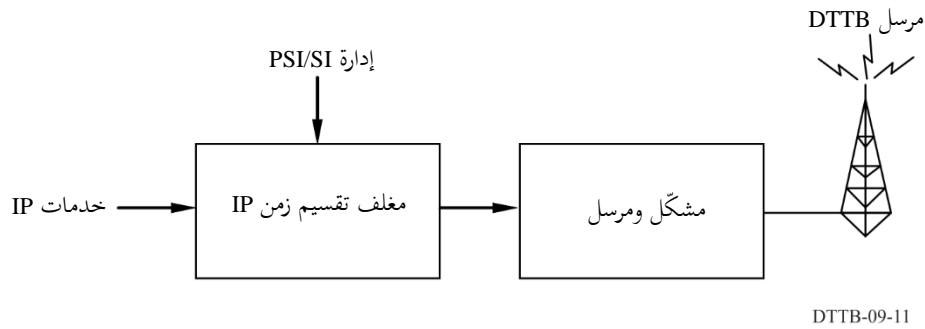 مرسل DTTB
إدارة PSI/SI
خدمات IP
مغلف تقسيم زمن IP
مشكّل ومرسل
DTTB-09-11